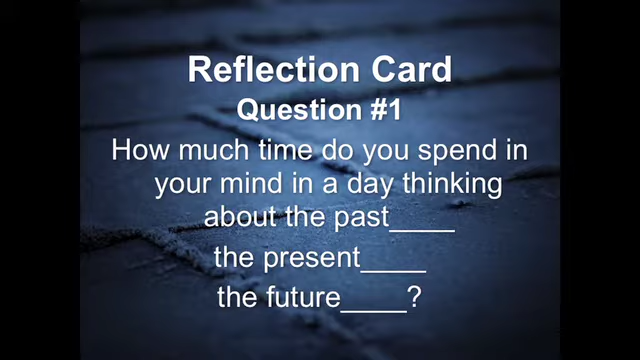 Reflection Card
Question #1
How much time do you spend in
your mind in a day thinking
about the past____
the present____
the future____?